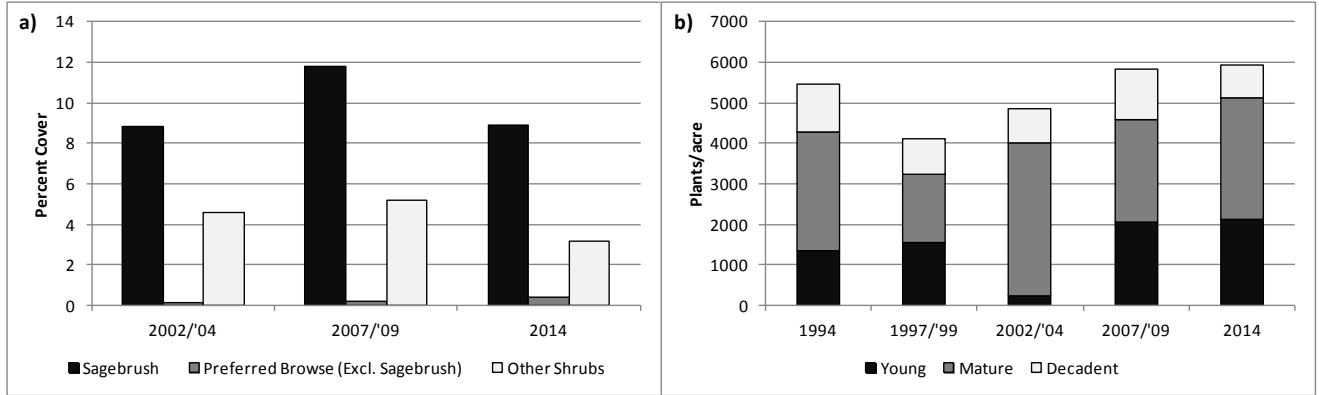 a)
14
12
10
8
6
4
2
0
Percent Cover
2002/'04 2007/'09 2014
Sagebrush Preferred Browse (Excl. Sagebrush) Other Shrubs
b)
7000
6000
5000
4000
3000
2000
1000
0
Plants/acre
1994 1997/'99 2002/'04 2007/'09 2014
Young Mature Decadent